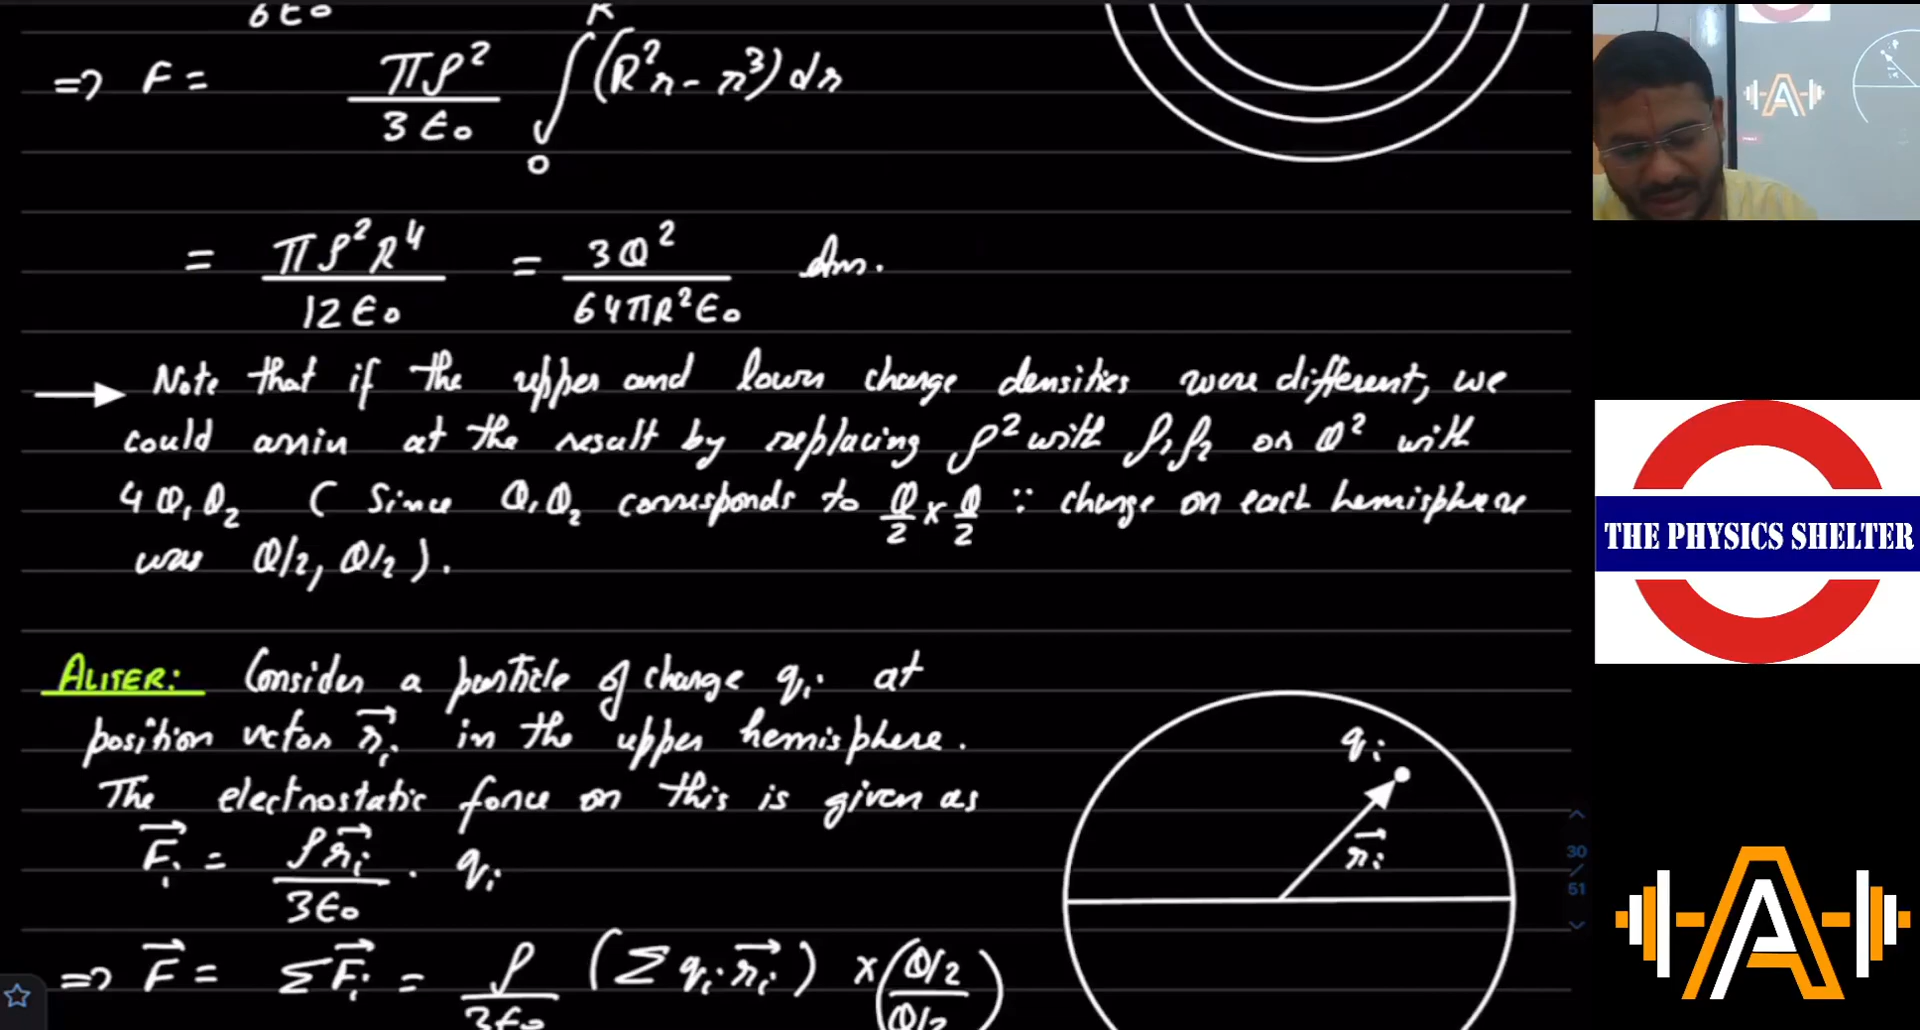 6ε₀ R
=> F = πρ²/3ε₀ ∫₀ (R²r - r³) dr
= πρ²R⁴/12ε₀ = 3Q²/64πR²ε₀ Ans.
→ Note that if the upper and lower charge densities were different, we
could arrive at the result by replacing ρ² with ρ₁ρ₂ or Q² with
4Q₁Q₂ (Since Q₁Q₂ corresponds to Q/2 × Q/2 ∵ charge on each hemisphere
was Q/2, Q/2).
ALITER: Consider a particle of charge qᵢ at
position vector r⃗ᵢ in the upper hemisphere.
The electrostatic force on this is given as
F⃗ᵢ = ρr⃗ᵢ/3ε₀ · qᵢ
=> F⃗ = ΣF⃗ᵢ = ρ/3ε₀ (Σqᵢr⃗ᵢ) × (Q/2 / Q/2)
qᵢ
r⃗ᵢ
30
/
51
THE PHYSICS SHELTER
A